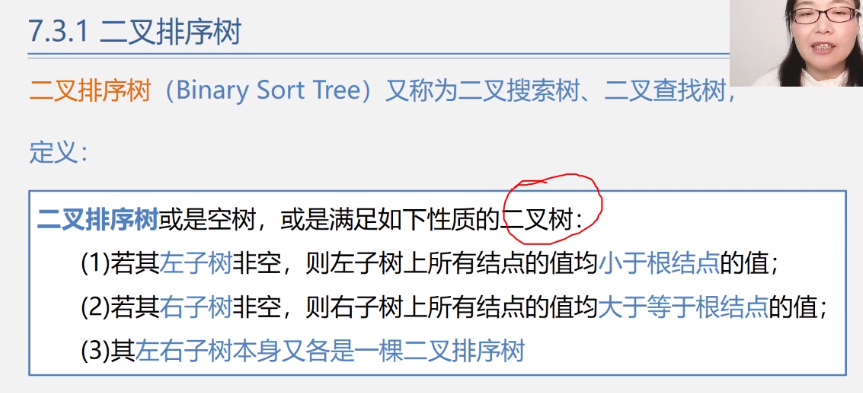 7.3.1 二叉排序树
二叉排序树（Binary Sort Tree）又称为二叉搜索树、二叉查找树，
定义：
二叉排序树或是空树，或是满足如下性质的二叉树：
(1)若其左子树非空，则左子树上所有结点的值均小于根结点的值；
(2)若其右子树非空，则右子树上所有结点的值均大于等于根结点的值；
(3)其左右子树本身又各是一棵二叉排序树